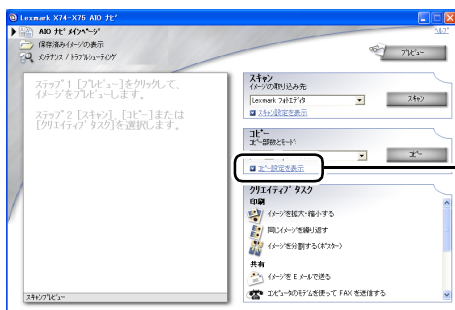 Lexmark X74-X75 AIO ナビ
AIO ナビ メインページ
ヘルプ
保存済みイメージの表示
メンテナンス / トラブルシューティング
プレビュー
ステップ 1 [プレビュー]をクリックして、
イメージをプレビューします。
ステップ 2 [スキャン]、[コピー]または
[クリエイティブ タスク]を選択します。
スキャン
イメージの取り込み先
Lexmark フォトエディタ
スキャン
スキャン設定を表示
コピー
コピー部数とモード:
コピー
コピー設定を表示
クリエイティブ タスク
印刷
イメージを拡大・縮小する
同じイメージを繰り返す
イメージを分割する(ポスター)
共有
イメージを E メールで送る
コンピュータのモデムを使って FAX を送信する
スキャンプレビュー